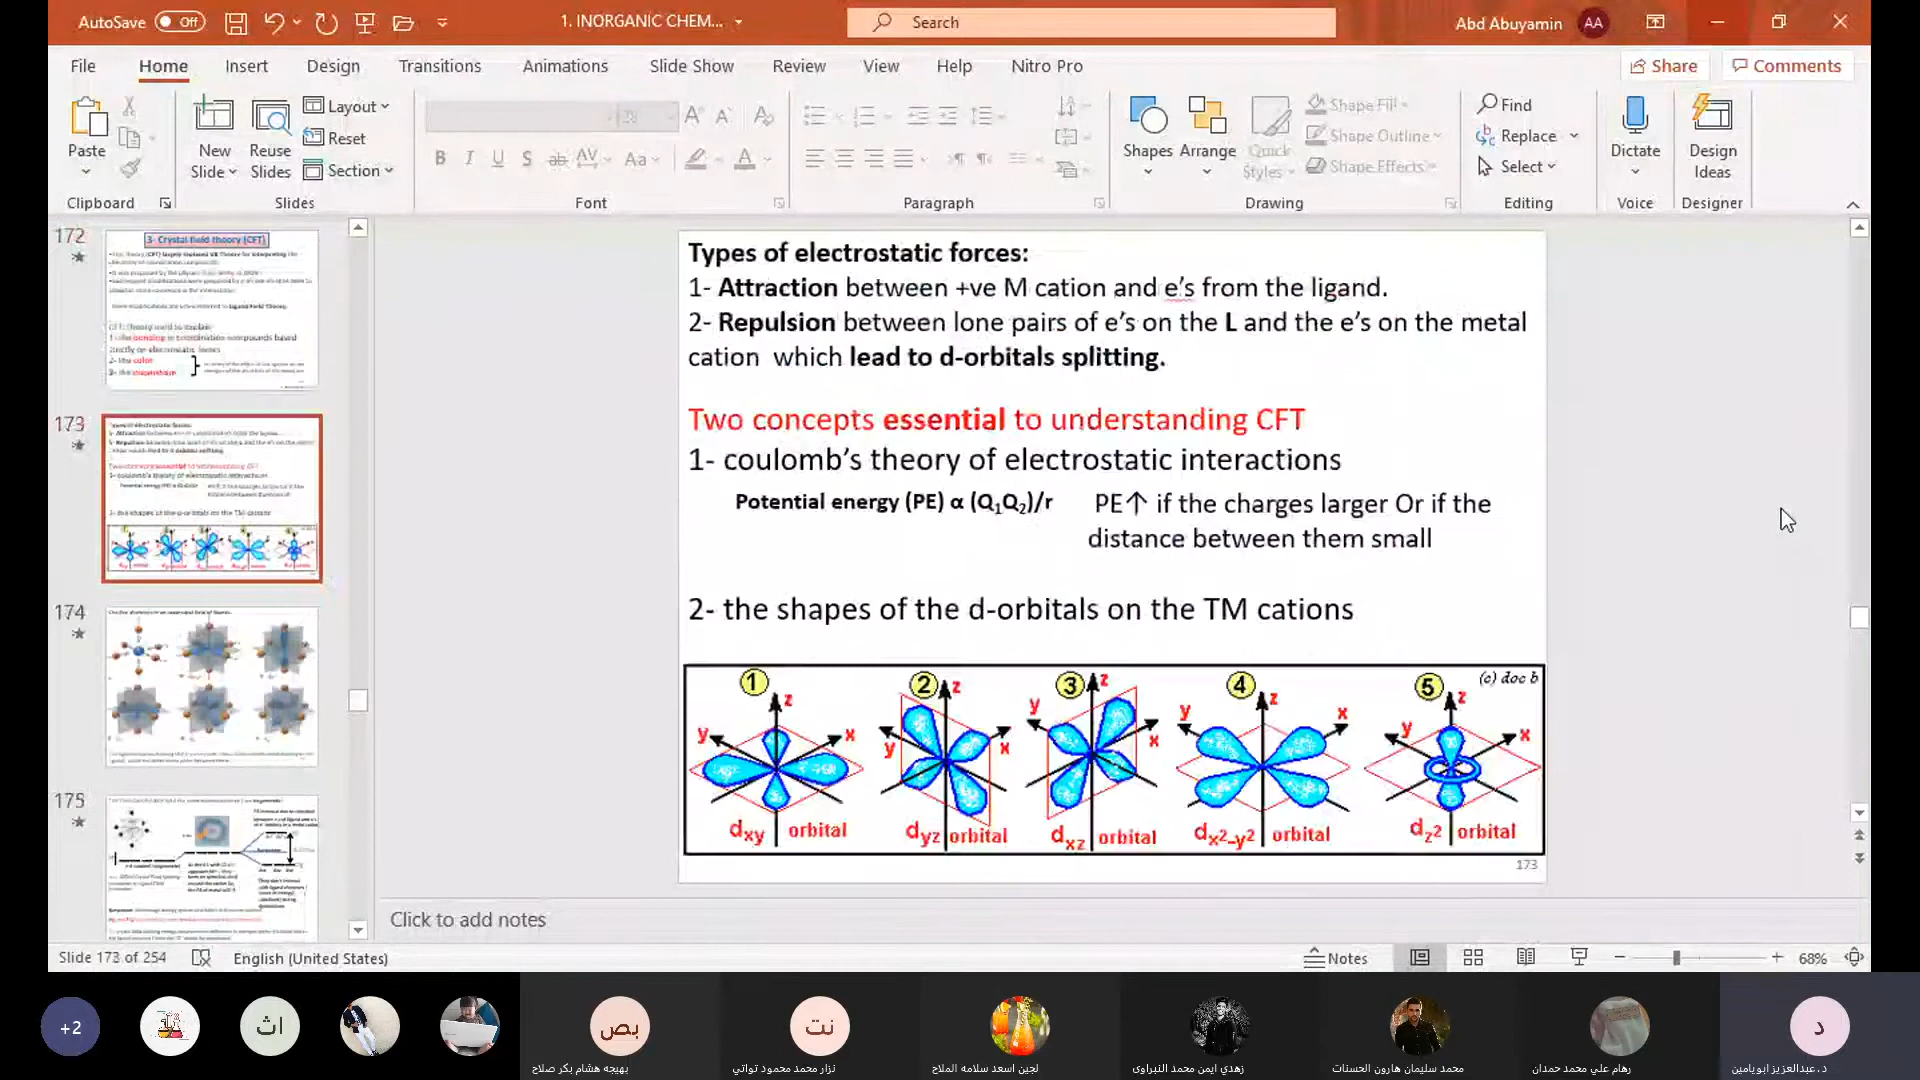 AutoSave Off
1. INORGANIC CHEM...
Search
Abd Abuyamin AA
File Home Insert Design Transitions Animations Slide Show Review View Help Nitro Pro
Share Comments
Paste
Clipboard
New Slide
Reuse Slides
Layout
Reset
Section
Slides
B I U S ab AV Aa A
Font
Paragraph
Shapes
Arrange
Quick Styles
Shape Fill
Shape Outline
Shape Effects
Drawing
Find
Replace
Select
Editing
Dictate
Voice
Design Ideas
Designer
172
3- Crystal field theory (CFT)
173
174
175
Types of electrostatic forces:
1- Attraction between +ve M cation and e's from the ligand.
2- Repulsion between lone pairs of e's on the L and the e's on the metal
cation which lead to d-orbitals splitting.
Two concepts essential to understanding CFT
1- coulomb's theory of electrostatic interactions
Potential energy (PE) α (Q₁Q₂)/r PE↑ if the charges larger Or if the
distance between them small
2- the shapes of the d-orbitals on the TM cations
(c) doc b
1 2 3 4 5
z z z z z
y x y x y x y x y x
dxy orbital
dyz orbital
dxz orbital
dx²-y² orbital
dz² orbital
173
Click to add notes
Slide 173 of 254 English (United States) Notes 68%
+2
اث
بص
نت
د
بهيجه هشام بكر صلاح
نزار محمد محمود تواتي
لجين اسعد سلامه الملاح
زهدي ايمن محمد النبراوى
محمد سليمان هارون الحسنات
رهام علي محمد حمدان
د.عبدالعزيز ابويامين